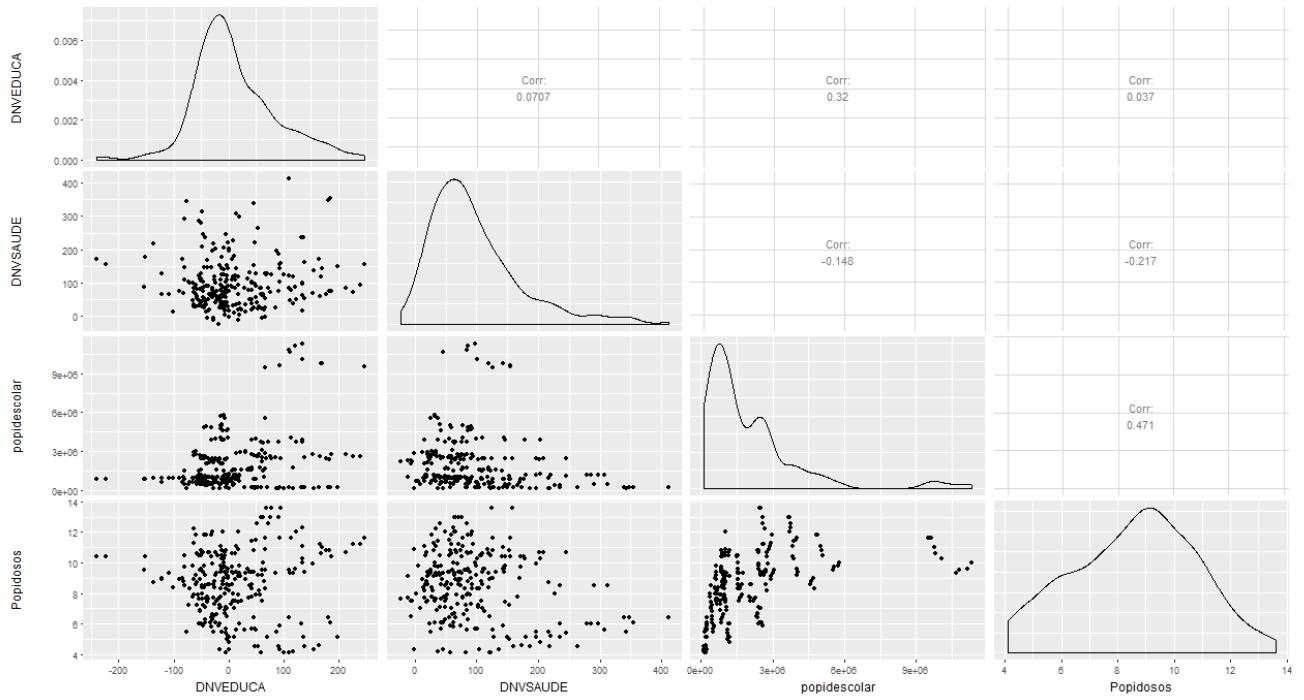 DNVEDUCA
0.006
0.004
0.002
0.000
Corr:
0.0707
Corr:
0.32
Corr:
0.037
DNVSAUDE
400
300
200
100
0
Corr:
-0.148
Corr:
-0.217
popidescolar
9e+06
6e+06
3e+06
0e+00
Corr:
0.471
Popidosos
14
12
10
8
6
4
-200 -100 0 100 200
0 100 200 300 400
0e+00 3e+06 6e+06 9e+06
4 6 8 10 12 14
DNVEDUCA DNVSAUDE popidescolar Popidosos